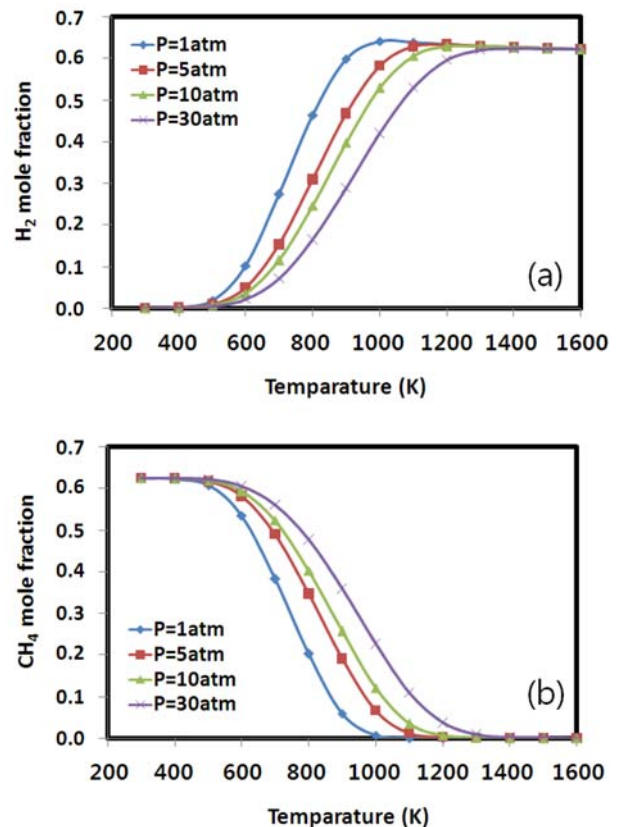 0.7
0.6
0.5
0.4
0.3
0.2
0.1
0.0
H2 mole fraction
P=1atm
P=5atm
P=10atm
P=30atm
(a)
200 400 600 800 1000 1200 1400 1600
Temparature (K)
0.7
0.6
0.5
0.4
0.3
0.2
0.1
0.0
CH4 mole fraction
P=1atm
P=5atm
P=10atm
P=30atm
(b)
200 400 600 800 1000 1200 1400 1600
Temparature (K)